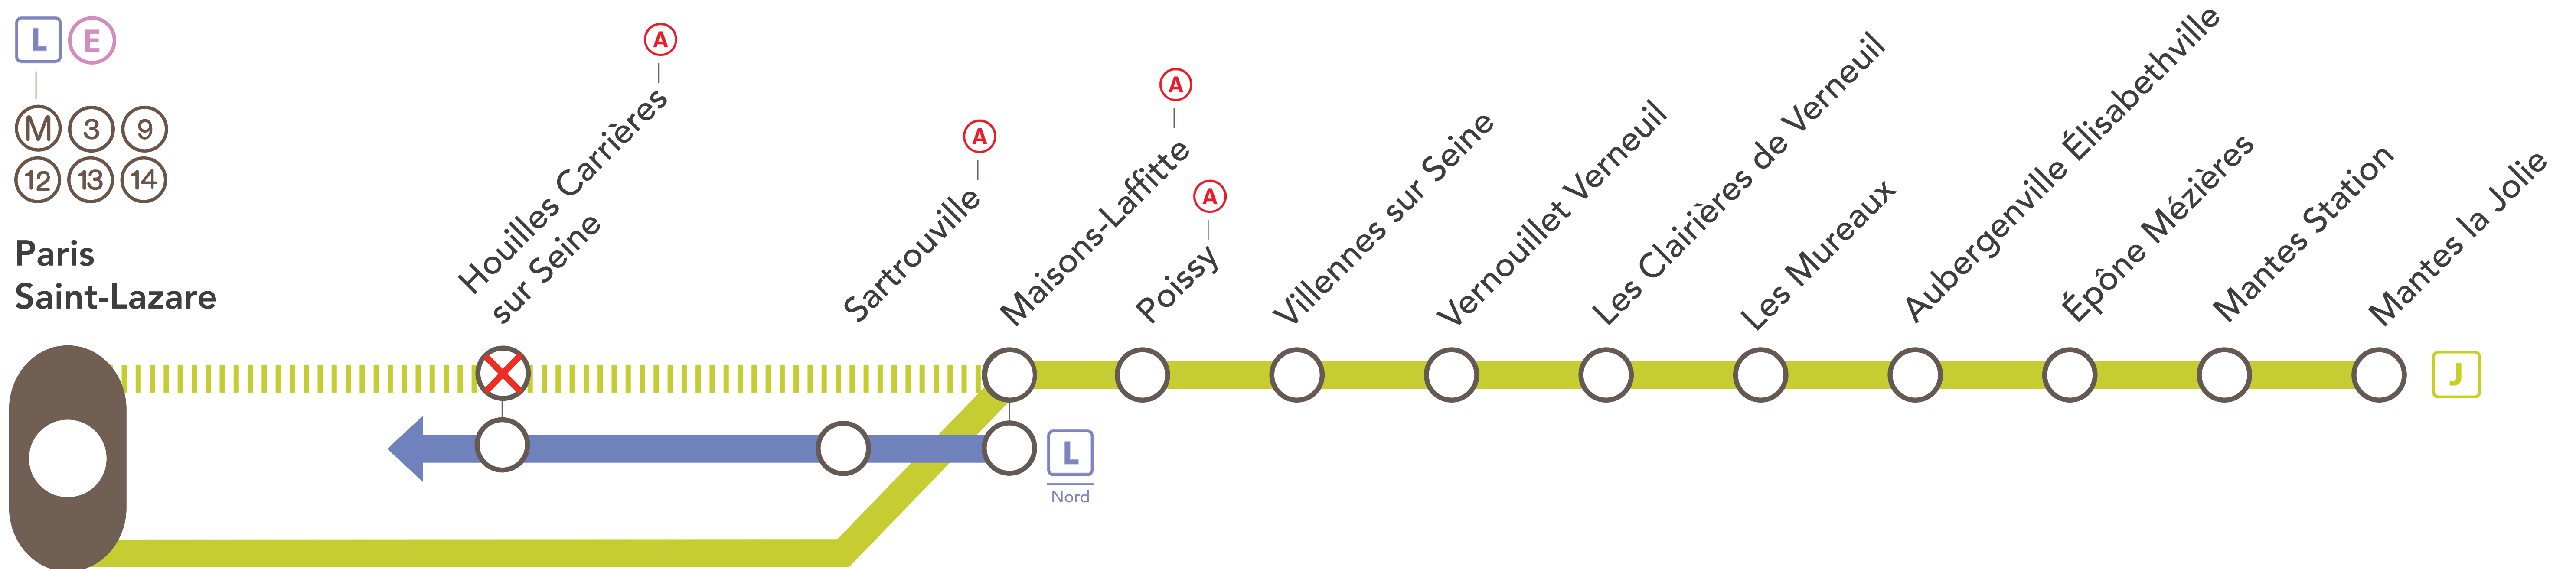 L E
M 3 9
12 13 14
Paris
Saint-Lazare
Houilles Carrières
sur Seine
A
Sartrouville
A
Maisons-Laffitte
A
Poissy
A
Villennes sur Seine
Vernouillet Verneuil
Les Clairières de Verneuil
Les Mureaux
Aubergenville Élisabethville
Épône Mézières
Mantes Station
Mantes la Jolie
J
L
Nord